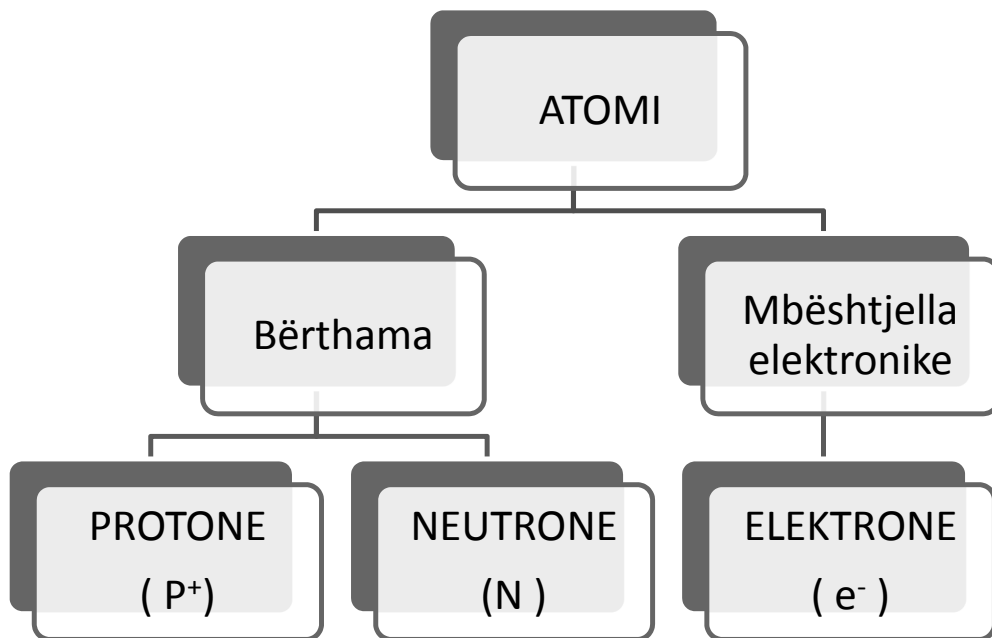 ATOMI
Bërthama
Mbështjella
elektronike
PROTONE
( P⁺)
NEUTRONE
(N )
ELEKTRONE
( e⁻ )